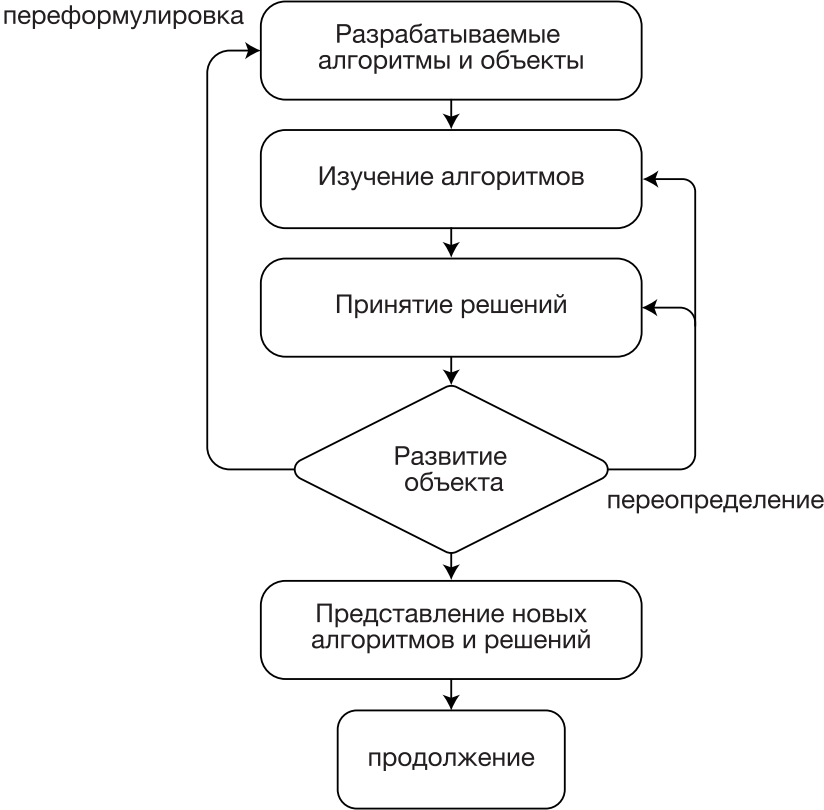 переформулировка
Разрабатываемые
алгоритмы и объекты
Изучение алгоритмов
Принятие решений
Развитие
объекта
переопределение
Представление новых
алгоритмов и решений
продолжение